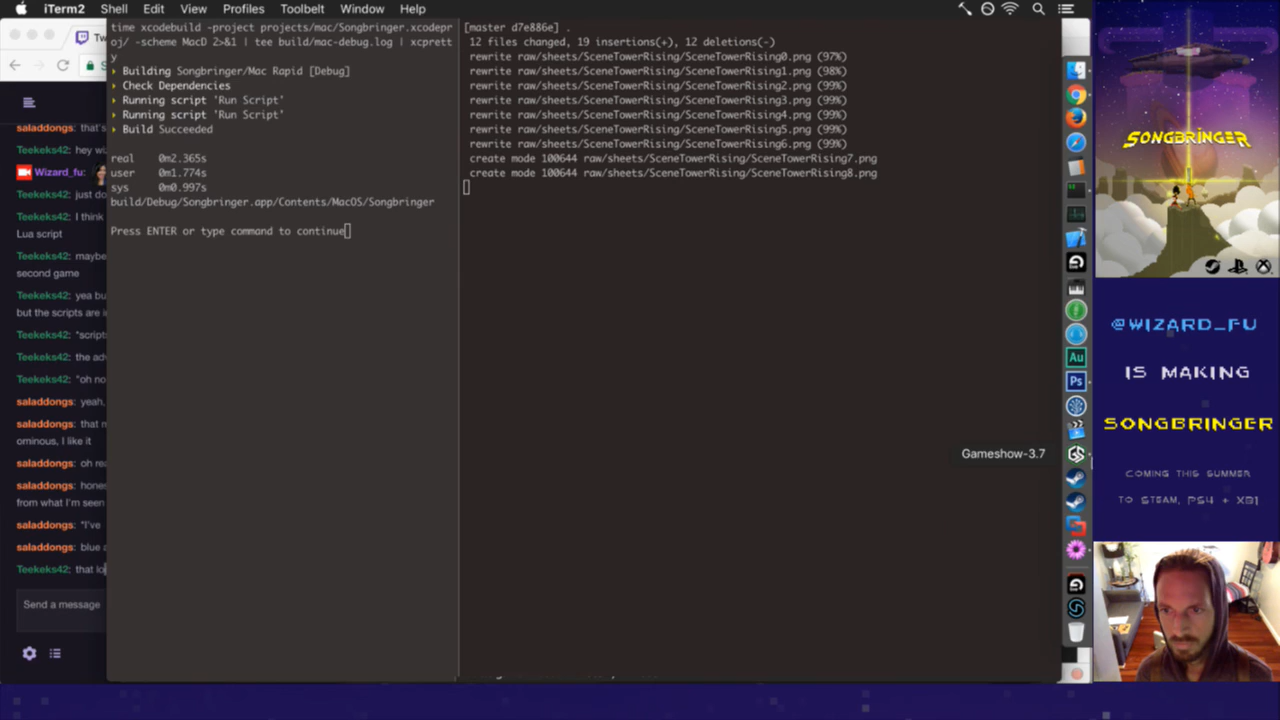 iTerm2 Shell Edit View Profiles Toolbelt Window Help
Tw
S
saladdongs: that's
Teekeks42: hey wi
Wizard_fu:
Teekeks42: just do
Teekeks42: I think
Lua script
Teekeks42: maybe
second game
Teekeks42: yea bu
but the scripts are i
Teekeks42: *scripts
Teekeks42: the adv
Teekeks42: *oh no
saladdongs: yeah,
saladdongs: that m
ominous, I like it
saladdongs: oh rea
saladdongs: hones
from what I'm seen
saladdongs: *I've
saladdongs: blue a
Teekeks42: that lo
Send a message
time xcodebuild -project projects/mac/Songbringer.xcodepr
oj/ -scheme MacD 2>&1 | tee build/mac-debug.log | xcprett
y
Building Songbringer/Mac Rapid [Debug]
Check Dependencies
Running script 'Run Script'
Running script 'Run Script'
Build Succeeded
real 0m2.365s
user 0m1.774s
sys 0m0.997s
build/Debug/Songbringer.app/Contents/MacOS/Songbringer
Press ENTER or type command to continue
[master d7e886e] .
12 files changed, 19 insertions(+), 12 deletions(-)
rewrite raw/sheets/SceneTowerRising/SceneTowerRising0.png (97%)
rewrite raw/sheets/SceneTowerRising/SceneTowerRising1.png (98%)
rewrite raw/sheets/SceneTowerRising/SceneTowerRising2.png (99%)
rewrite raw/sheets/SceneTowerRising/SceneTowerRising3.png (99%)
rewrite raw/sheets/SceneTowerRising/SceneTowerRising4.png (99%)
rewrite raw/sheets/SceneTowerRising/SceneTowerRising5.png (99%)
rewrite raw/sheets/SceneTowerRising/SceneTowerRising6.png (99%)
create mode 100644 raw/sheets/SceneTowerRising/SceneTowerRising7.png
create mode 100644 raw/sheets/SceneTowerRising/SceneTowerRising8.png
Gameshow-3.7
Au
Ps
SONGBRINGER
@WIZARD_FU
IS MAKING
SONGBRINGER
COMING THIS SUMMER
TO STEAM, PS4 + XB1